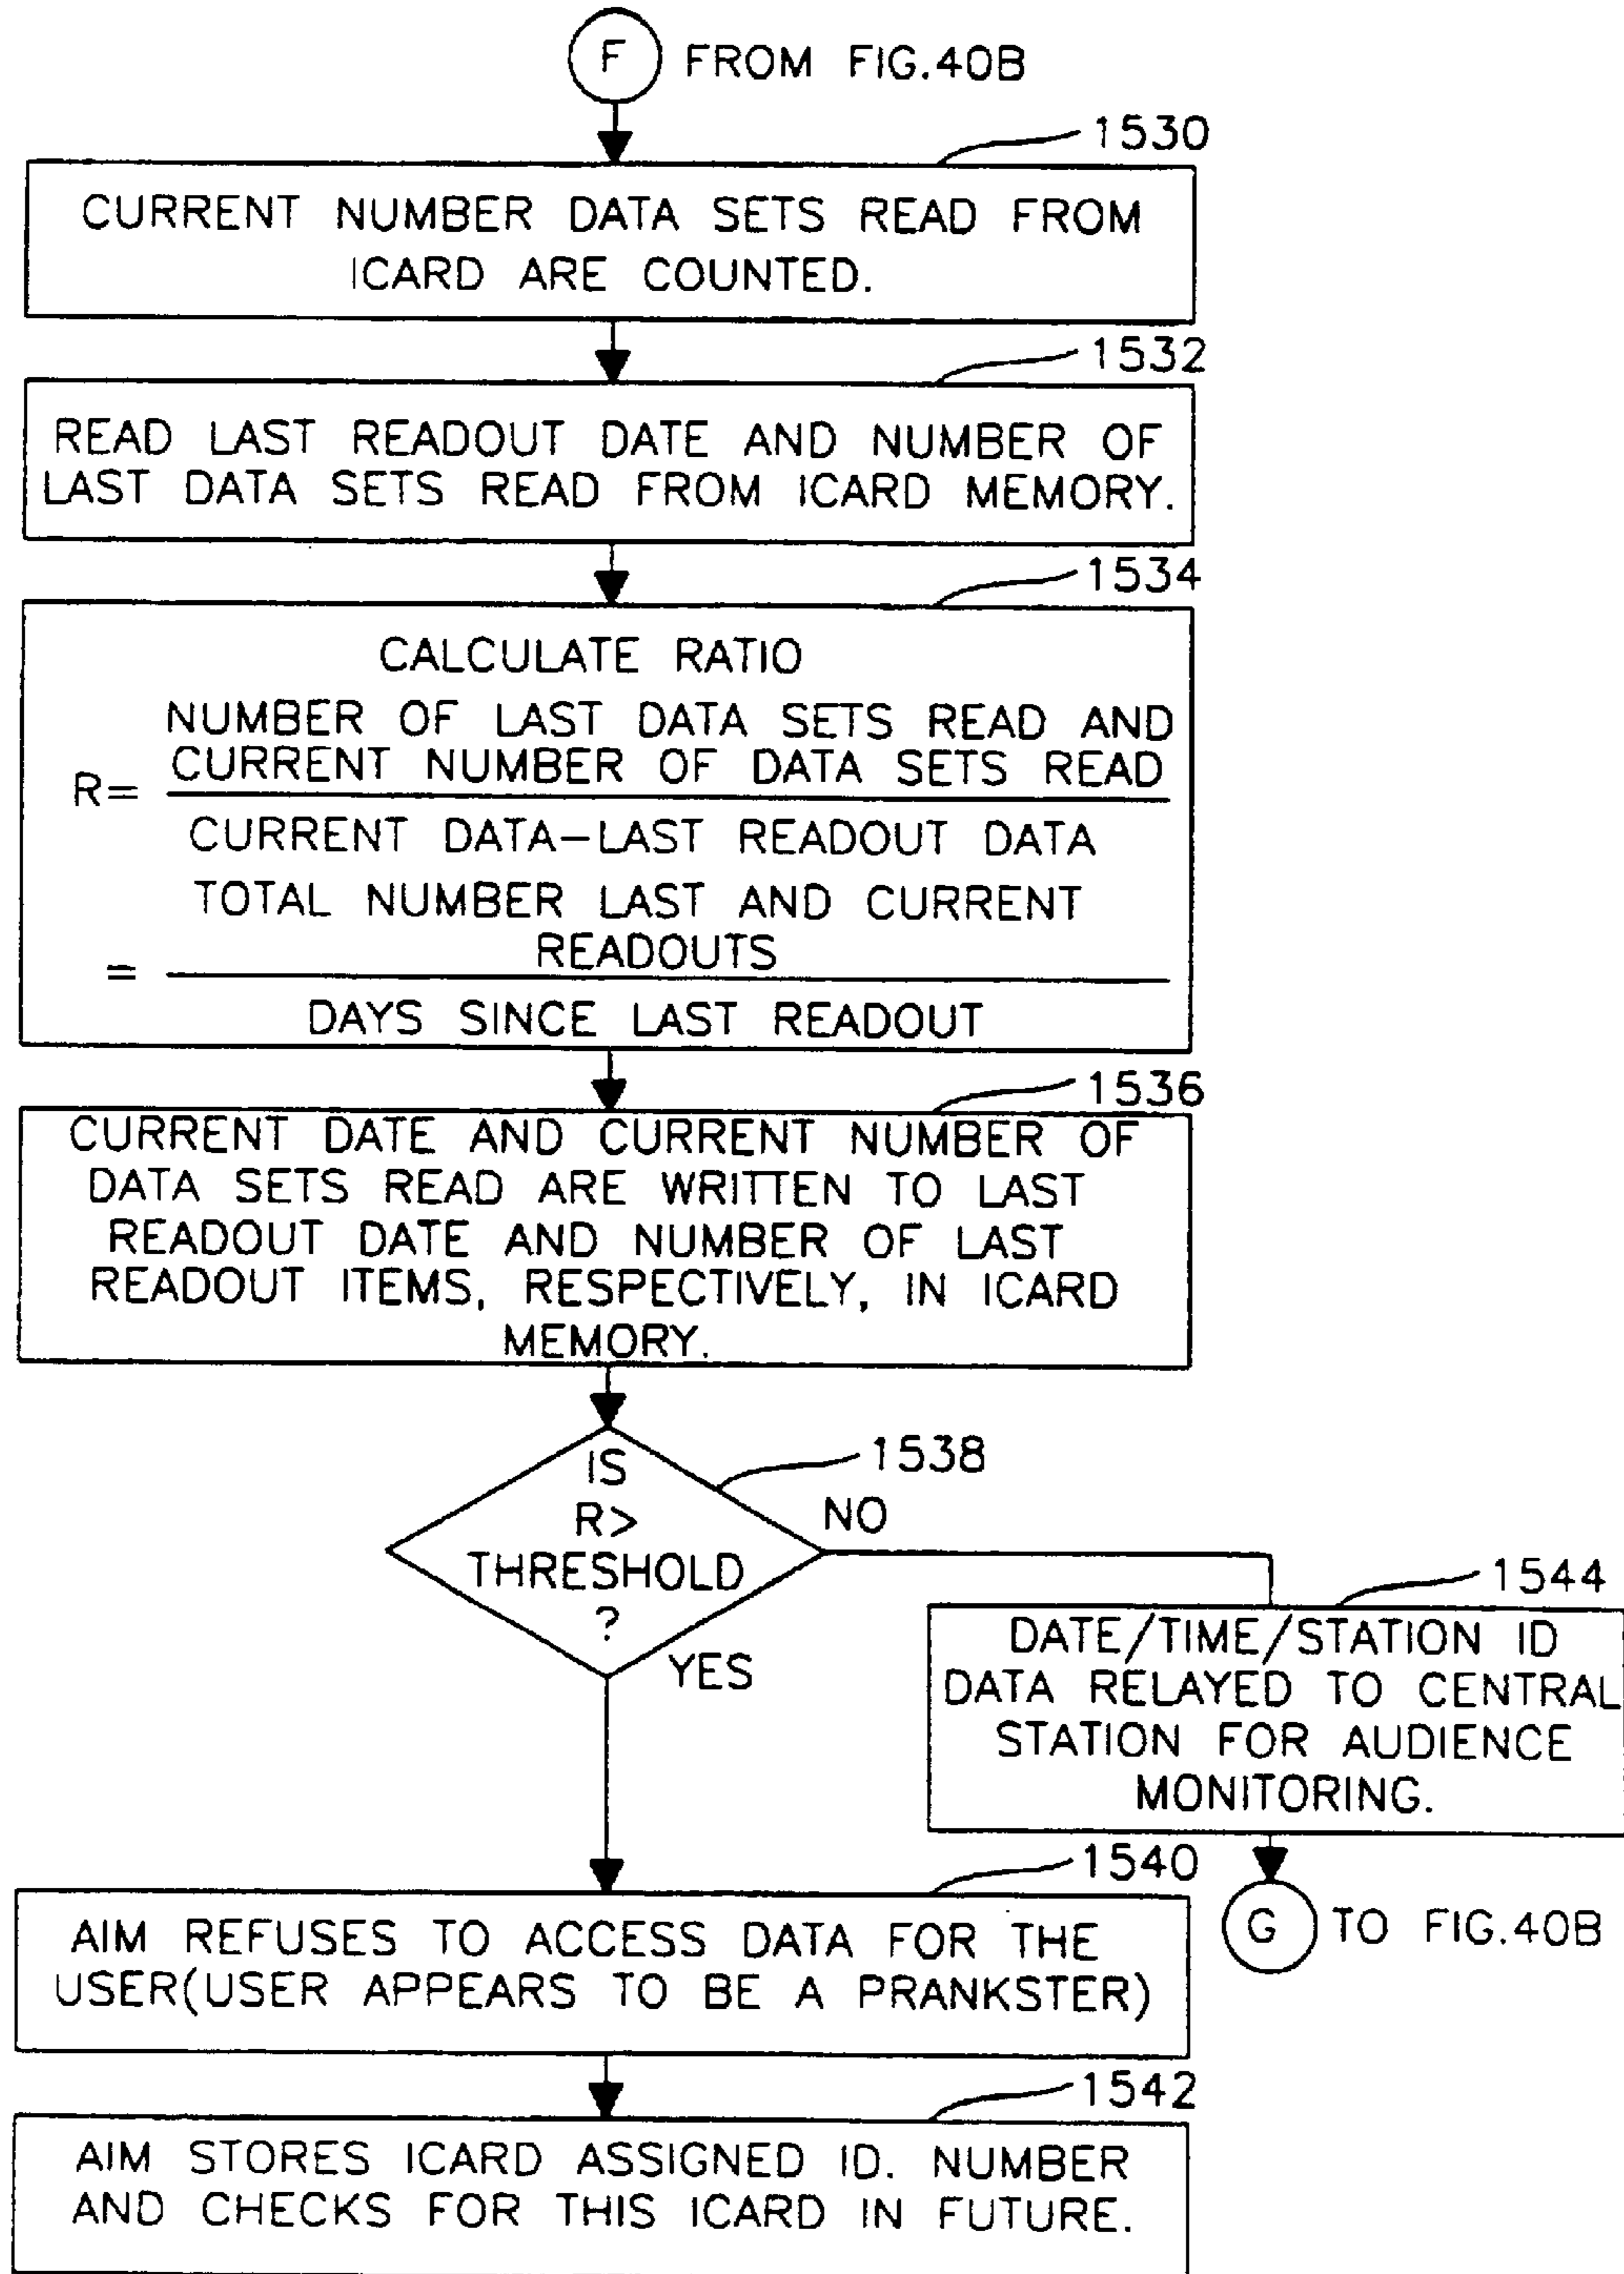 F FROM FIG.40B
1530
CURRENT NUMBER DATA SETS READ FROM
ICARD ARE COUNTED.
1532
READ LAST READOUT DATE AND NUMBER OF
LAST DATA SETS READ FROM ICARD MEMORY.
1534
CALCULATE RATIO
NUMBER OF LAST DATA SETS READ AND
CURRENT NUMBER OF DATA SETS READ
R=
CURRENT DATA-LAST READOUT DATA
TOTAL NUMBER LAST AND CURRENT
READOUTS
=
DAYS SINCE LAST READOUT
1536
CURRENT DATE AND CURRENT NUMBER OF
DATA SETS READ ARE WRITTEN TO LAST
READOUT DATE AND NUMBER OF LAST
READOUT ITEMS, RESPECTIVELY, IN ICARD
MEMORY.
1538
IS
R>
THRESHOLD
?
NO
YES
1544
DATE/TIME/STATION ID
DATA RELAYED TO CENTRAL
STATION FOR AUDIENCE
MONITORING.
G TO FIG.40B
1540
AIM REFUSES TO ACCESS DATA FOR THE
USER(USER APPEARS TO BE A PRANKSTER)
1542
AIM STORES ICARD ASSIGNED ID. NUMBER
AND CHECKS FOR THIS ICARD IN FUTURE.